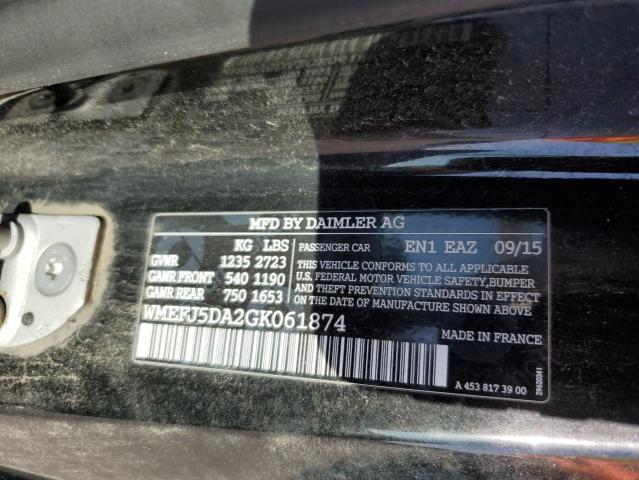 MFD BY DAIMLER AG
KG LBS PASSENGER CAR EN1 EAZ 09/15
GVWR 1235 2723 THIS VEHICLE CONFORMS TO ALL APPLICABLE
GAWR FRONT 540 1190 U.S. FEDERAL MOTOR VEHICLE SAFETY, BUMPER
GAWR REAR 750 1653 AND THEFT PREVENTION STANDARDS IN EFFECT
ON THE DATE OF MANUFACTURE SHOWN ABOVE.
WMEFJ5DA2GK061874
MADE IN FRANCE
A 453 817 39 00
29620341